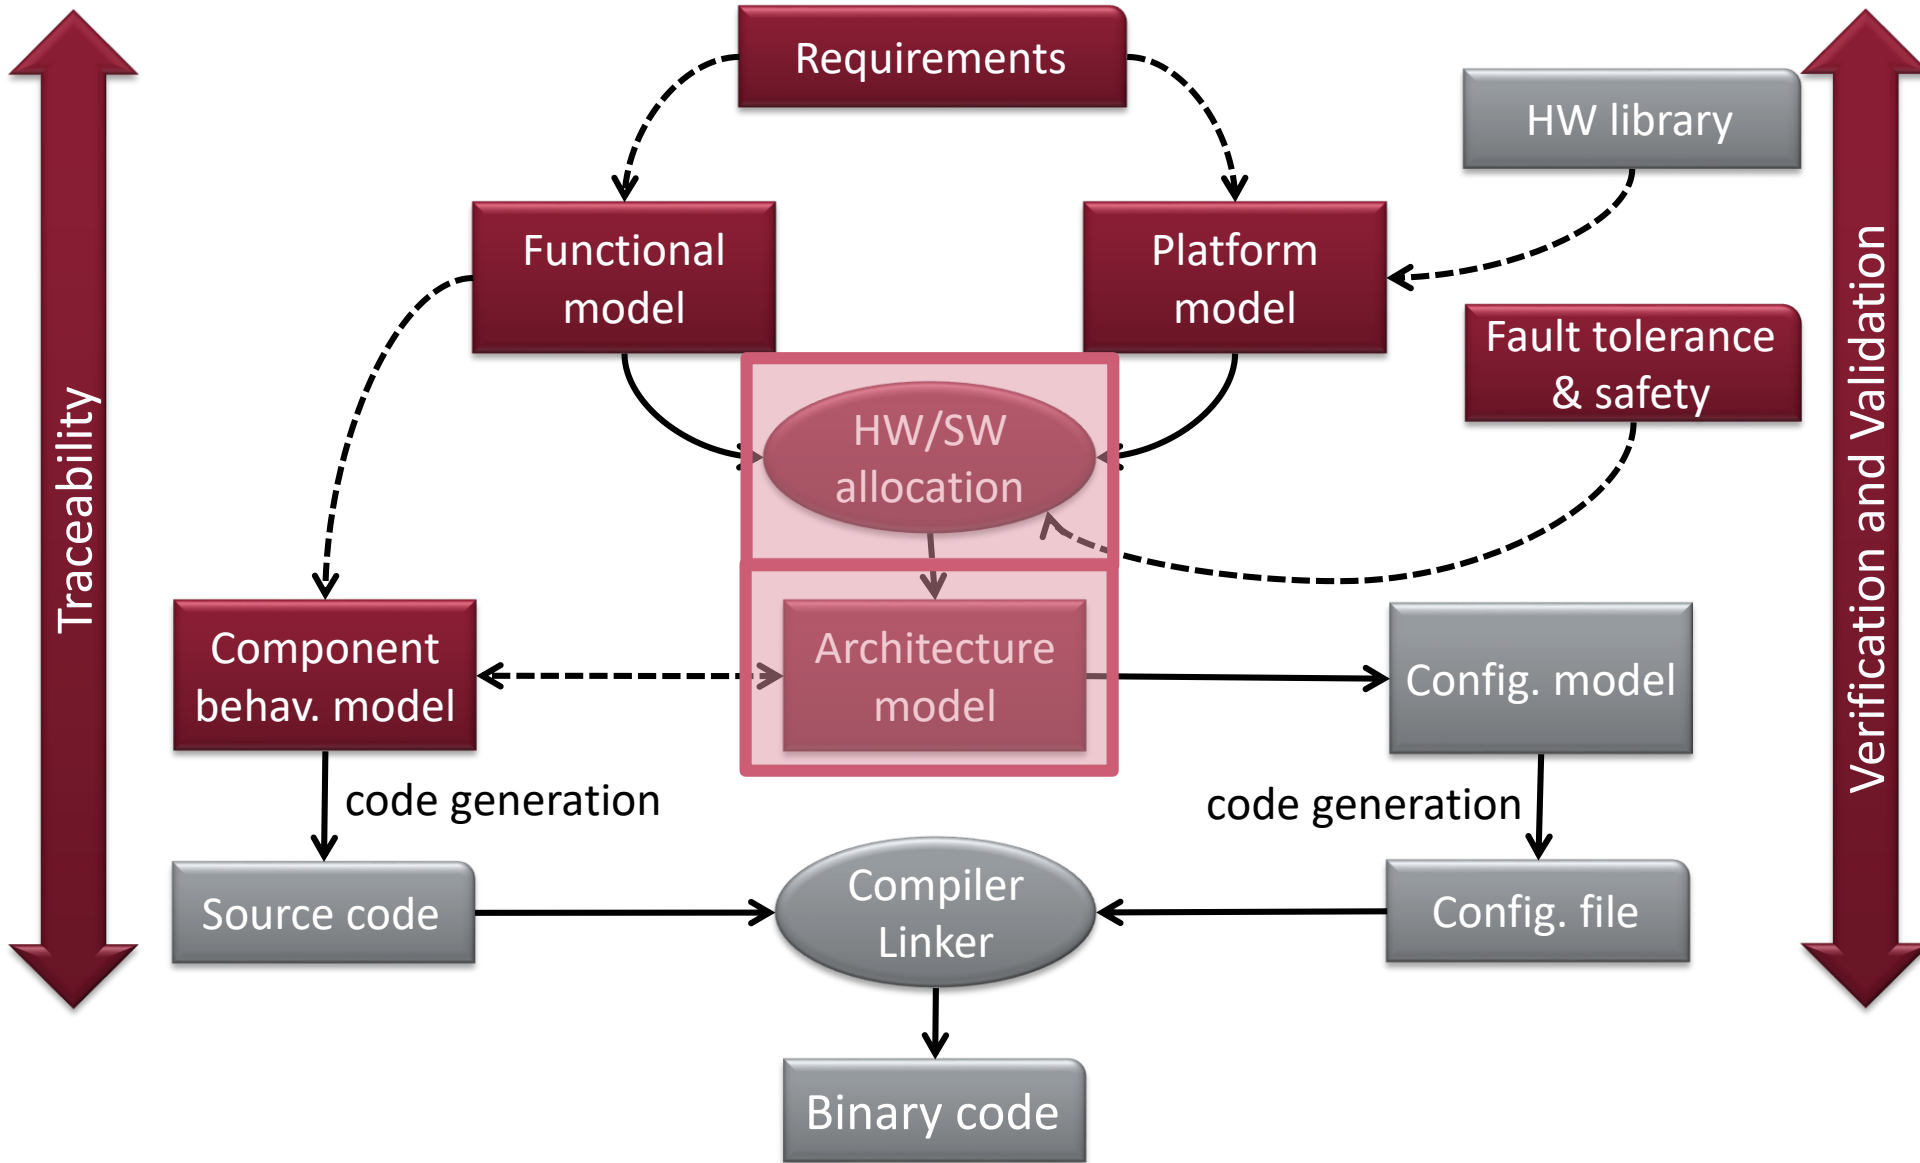 Requirements
HW library
Functional
model
Platform
model
Fault tolerance
& safety
HW/SW
allocation
Traceability
Verification and Validation
Component
behav. model
Architecture
model
Config. model
code generation
code generation
Source code
Compiler
Linker
Config. file
Binary code